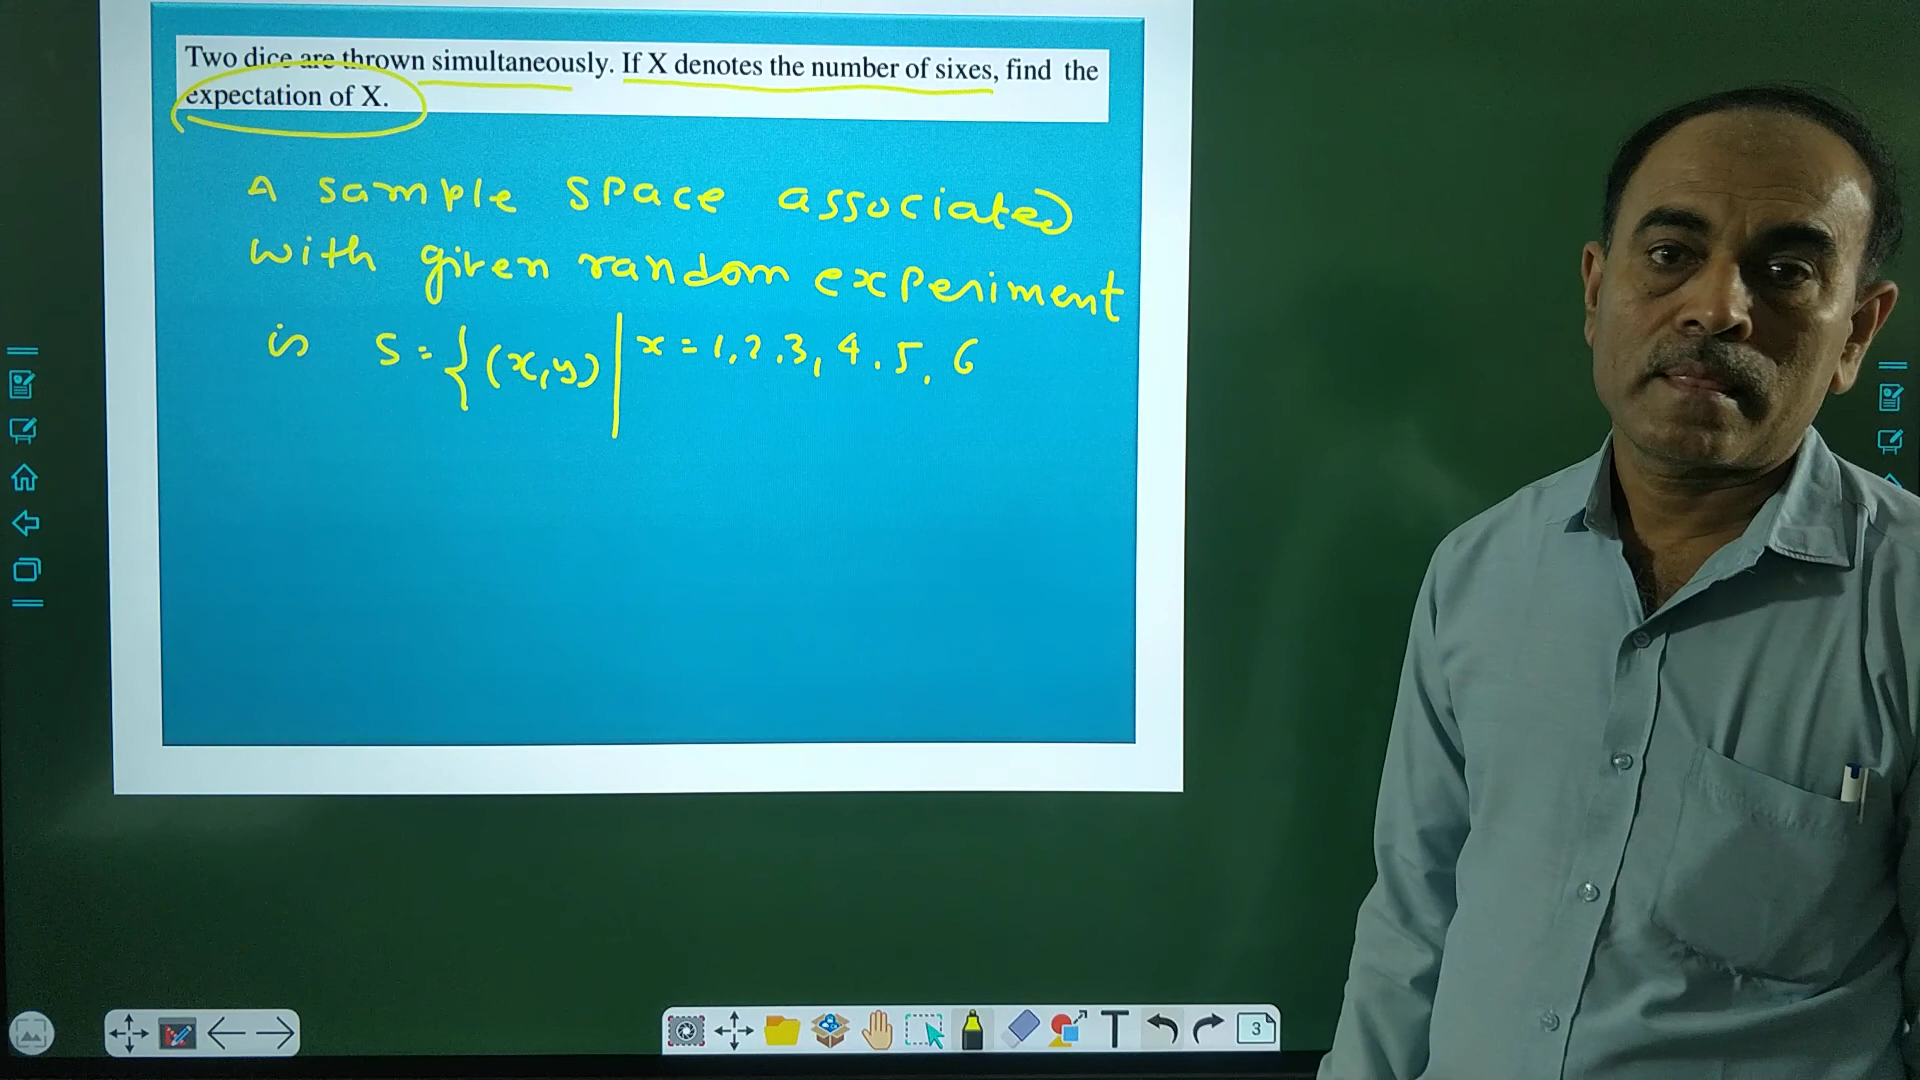 Two dice are thrown simultaneously. If X denotes the number of sixes, find the
expectation of X.
A sample space associated
with given random experiment
is S = {(x,y) | x = 1,2,3,4,5,6
T
3